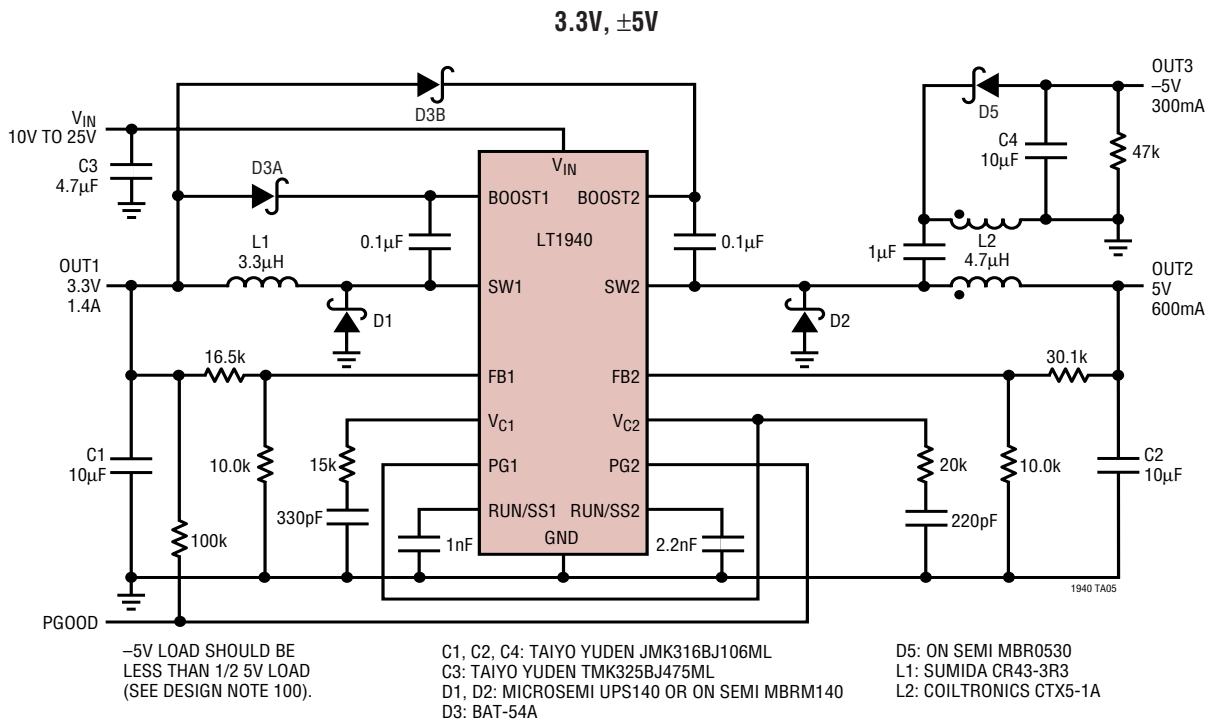 3.3V, ±5V
VIN
10V TO 25V
C3
4.7µF
D3B
D3A
L1
3.3µH
OUT1
3.3V
1.4A
0.1µF
D1
VIN
BOOST1
BOOST2
LT1940
SW1
SW2
FB1
FB2
VC1
VC2
PG1
PG2
RUN/SS1
RUN/SS2
GND
0.1µF
D2
D5
C4
10µF
47k
OUT3
–5V
300mA
1µF
L2
4.7µH
OUT2
5V
600mA
16.5k
30.1k
C1
10µF
10.0k
15k
330pF
100k
1nF
2.2nF
20k
220pF
10.0k
C2
10µF
1940 TA05
PGOOD
–5V LOAD SHOULD BE
LESS THAN 1/2 5V LOAD
(SEE DESIGN NOTE 100).
C1, C2, C4: TAIYO YUDEN JMK316BJ106ML
C3: TAIYO YUDEN TMK325BJ475ML
D1, D2: MICROSEMI UPS140 OR ON SEMI MBRM140
D3: BAT-54A
D5: ON SEMI MBR0530
L1: SUMIDA CR43-3R3
L2: COILTRONICS CTX5-1A